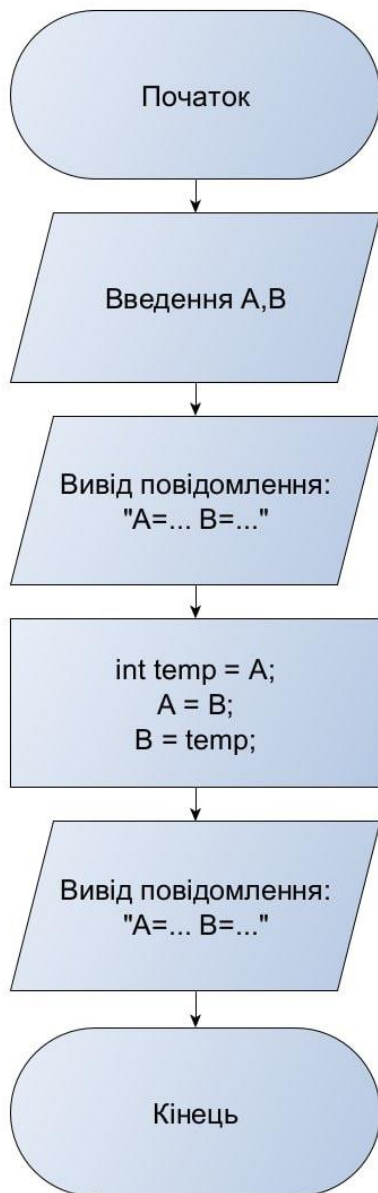 Початок
Введення А,В
Вивід повідомлення:
"А=... В=..."
int temp = A;
A = B;
B = temp;
Вивід повідомлення:
"А=... В=..."
Кінець